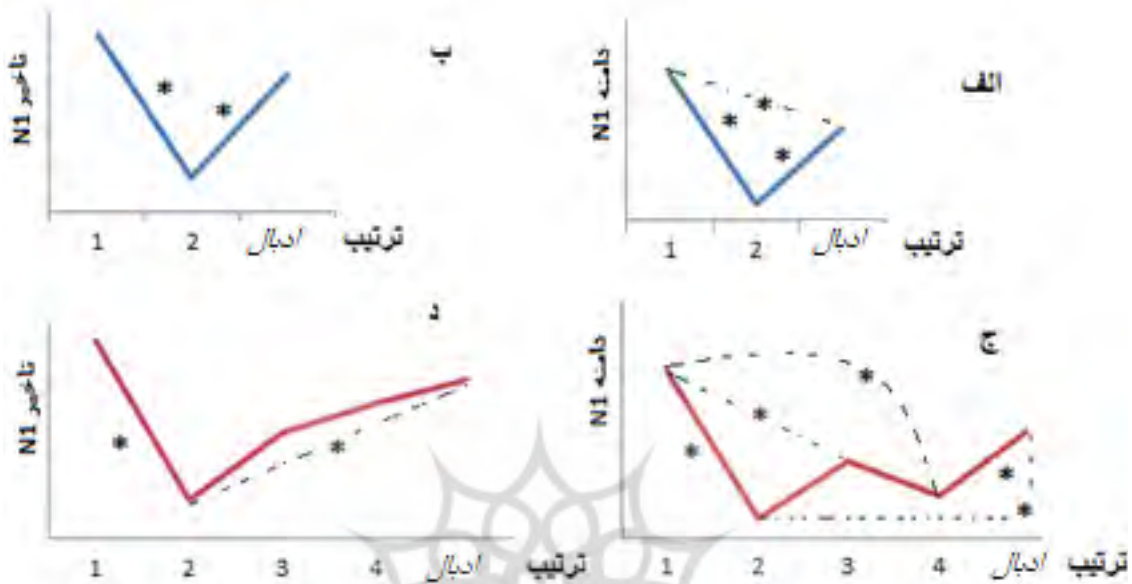 الف
دامنه N1
1 2 ادبال ترتیب
ب
تاخیر N1
1 2 ادبال ترتیب
ج
دامنه N1
1 2 3 4 ادبال ترتیب
د
تاخیر N1
1 2 3 4 ادبال ترتیب